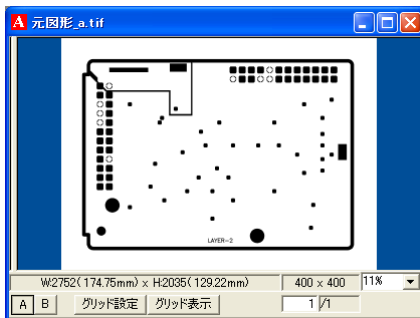 A 元図形_a.tif
LAYER-2
W:2752(174.75mm) x H:2035(129.22mm) 400 x 400 11%
A B グリッド設定 グリッド表示 1 /1